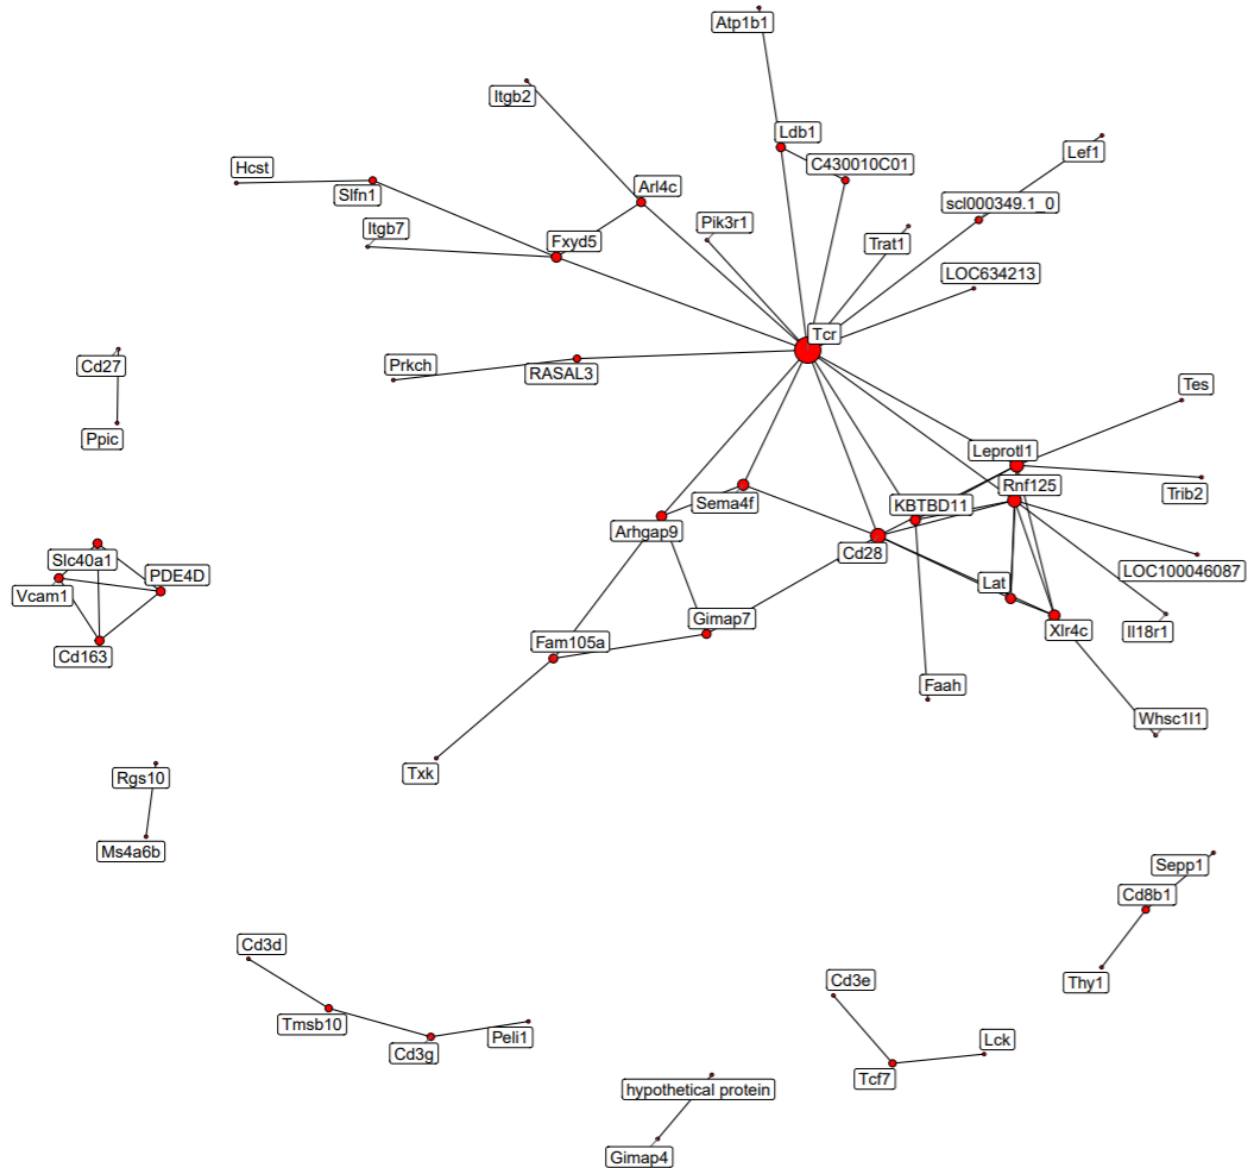 Atp1b1
Itgb2
Ldb1
Lef1
C430010C01
Hcst
Arl4c
Slfn1
scl000349.1_0
Pik3r1
Itgb7
Fxyd5
Trat1
LOC634213
Tcr
Cd27
Prkch
RASAL3
Tes
Ppic
Leprotl1
Rnf125
Trib2
Sema4f
KBTBD11
Arhgap9
Cd28
Slc40a1
PDE4D
LOC100046087
Lat
Vcam1
Gimap7
Xlr4c
Il18r1
Fam105a
Cd163
Faah
Whsc1l1
Txk
Rgs10
Ms4a6b
Sepp1
Cd8b1
Cd3d
Cd3e
Thy1
Tmsb10
Peli1
Lck
Cd3g
Tcf7
hypothetical protein
Gimap4